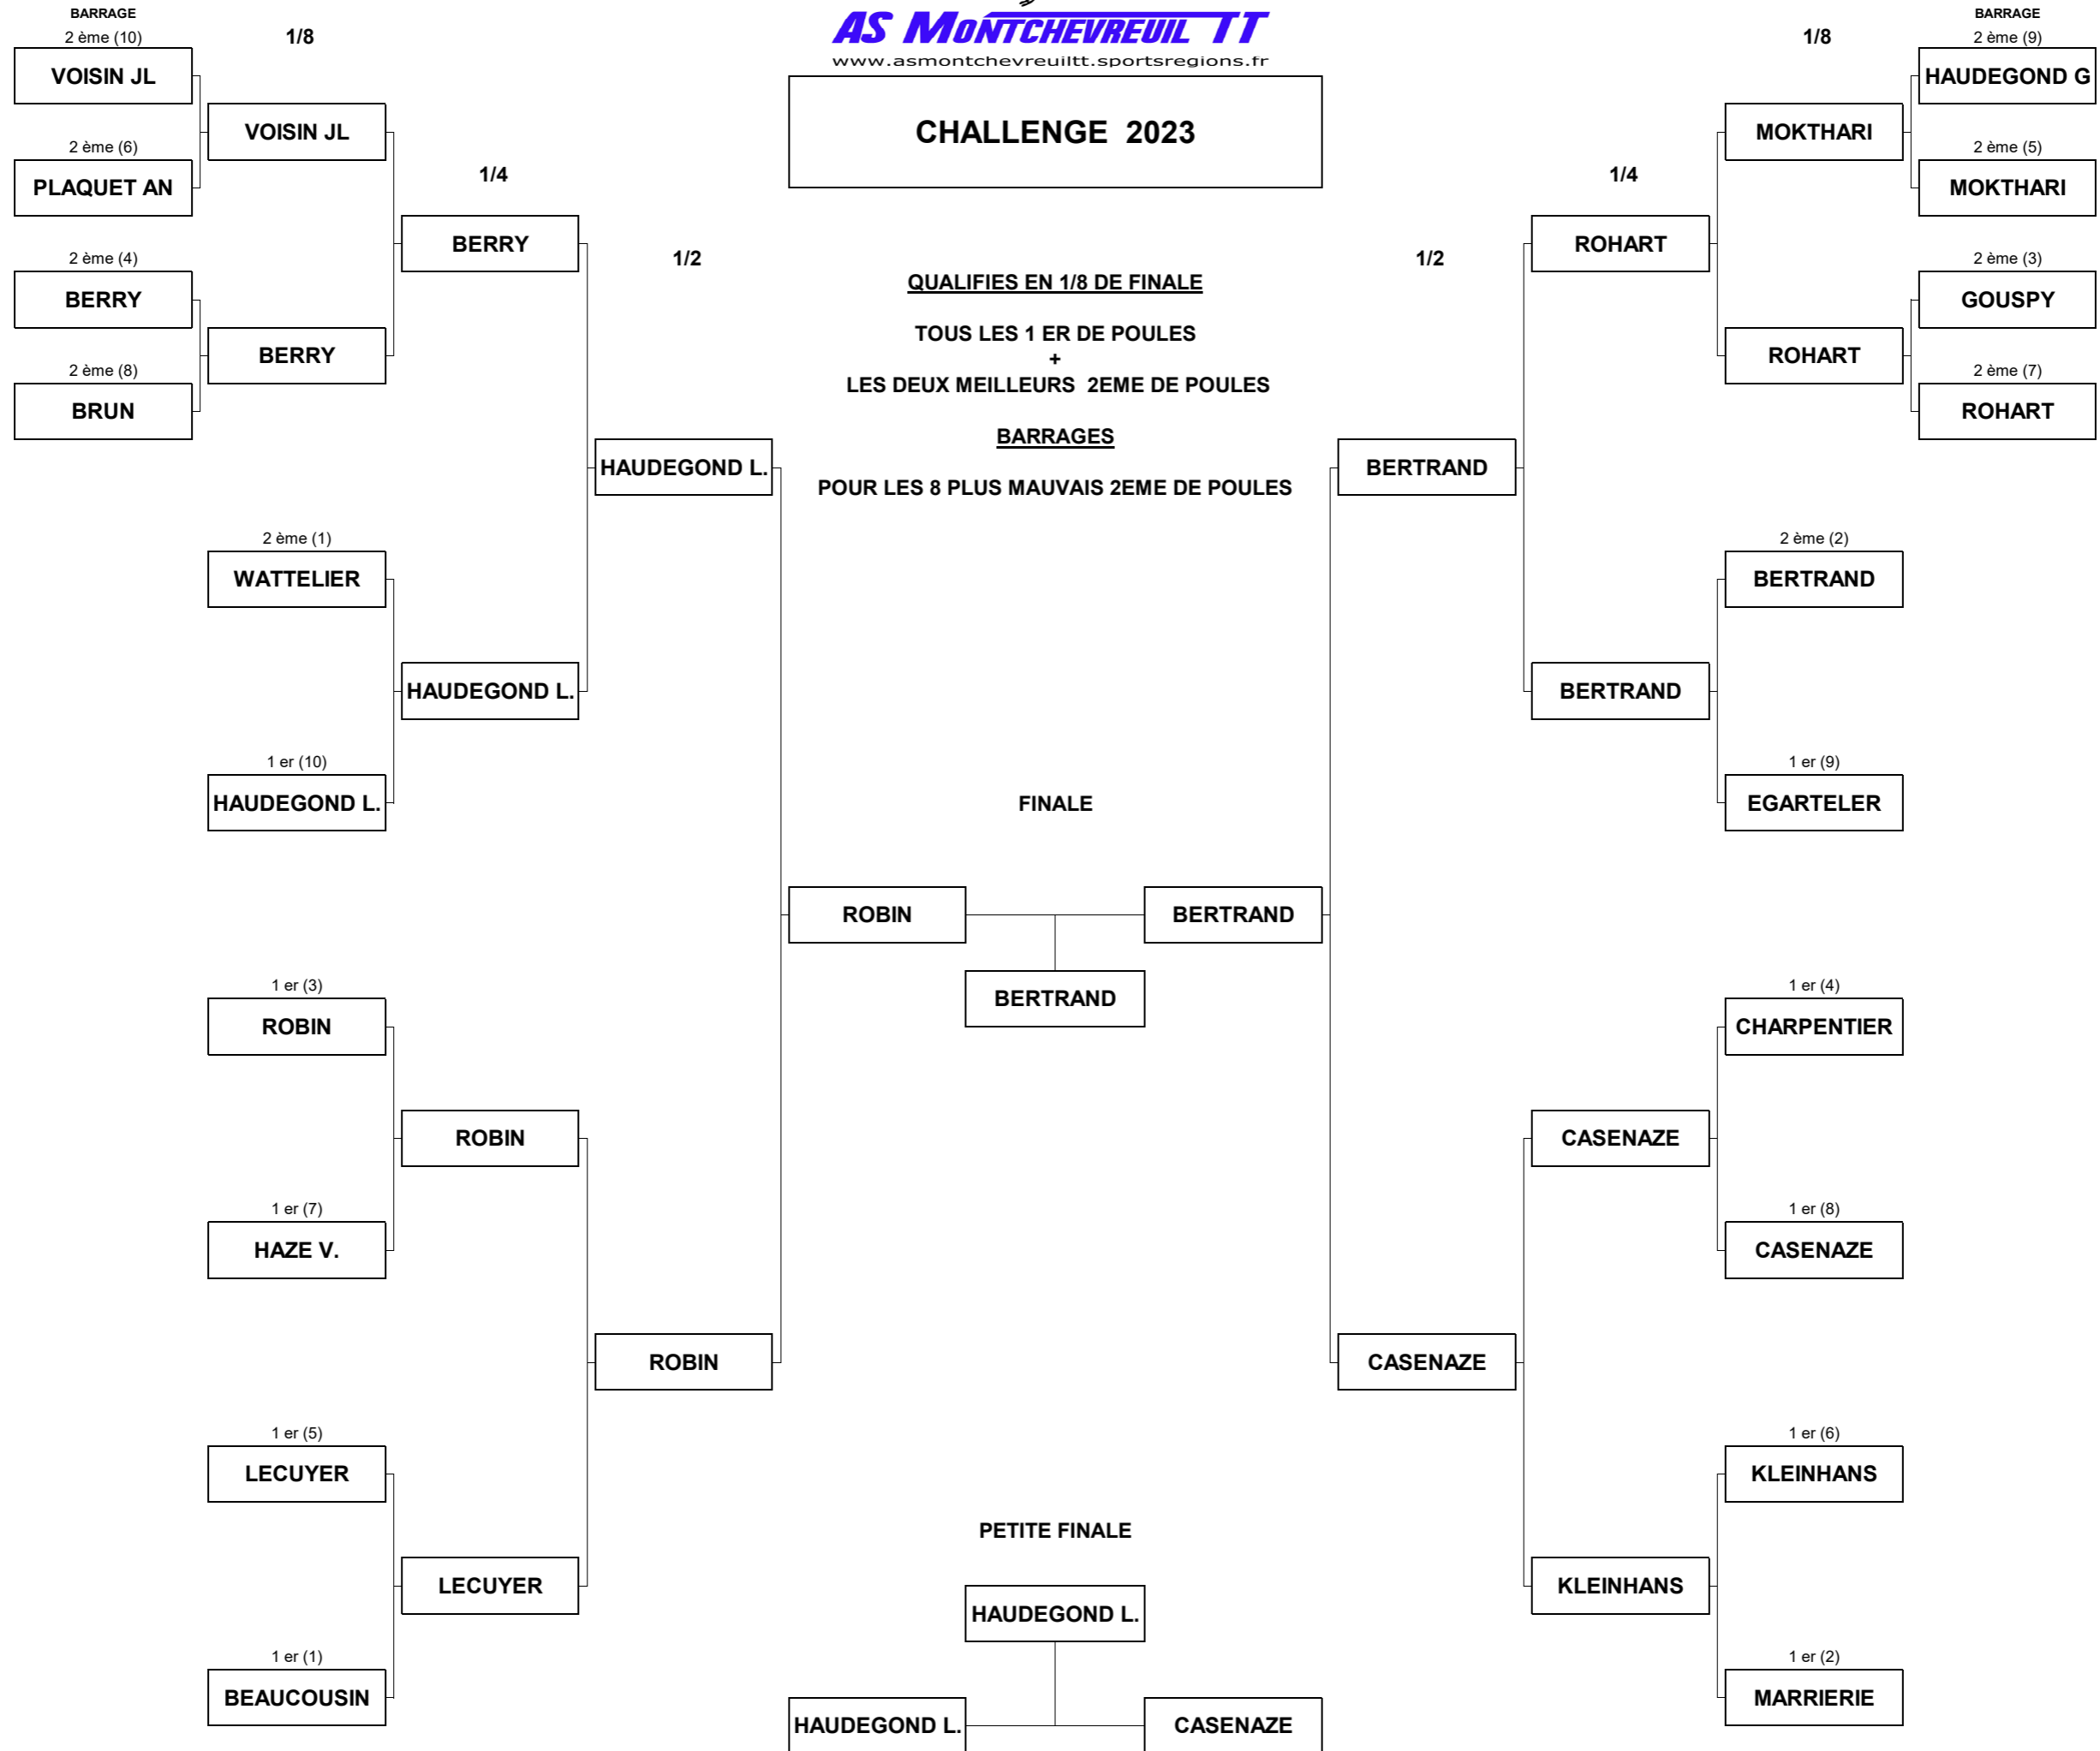 BARRAGE
2 ème (10)
1/8
VOISIN JL
VOISIN JL
2 ème (6)
PLAQUET AN
1/4
BERRY
2 ème (4)
BERRY
1/2
BERRY
2 ème (8)
BRUN
HAUDEGOND L.
2 ème (1)
WATTELIER
HAUDEGOND L.
1 er (10)
HAUDEGOND L.
1 er (3)
ROBIN
ROBIN
1 er (7)
HAZE V.
ROBIN
1 er (5)
LECUYER
LECUYER
1 er (1)
BEAUCOUSIN
AS MONTCHEVREUIL TT
www.asmontchevreuiltt.sportsregions.fr
CHALLENGE 2023
QUALIFIES EN 1/8 DE FINALE
TOUS LES 1 ER DE POULES
+
LES DEUX MEILLEURS 2EME DE POULES
BARRAGES
POUR LES 8 PLUS MAUVAIS 2EME DE POULES
FINALE
ROBIN
BERTRAND
BERTRAND
PETITE FINALE
HAUDEGOND L.
HAUDEGOND L.
CASENAZE
BARRAGE
1/8
2 ème (9)
HAUDEGOND G
MOKTHARI
2 ème (5)
1/4
MOKTHARI
ROHART
1/2
2 ème (3)
GOUSPY
ROHART
2 ème (7)
ROHART
BERTRAND
2 ème (2)
BERTRAND
BERTRAND
1 er (9)
EGARTELER
1 er (4)
CHARPENTIER
CASENAZE
1 er (8)
CASENAZE
CASENAZE
1 er (6)
KLEINHANS
KLEINHANS
1 er (2)
MARRIERIE